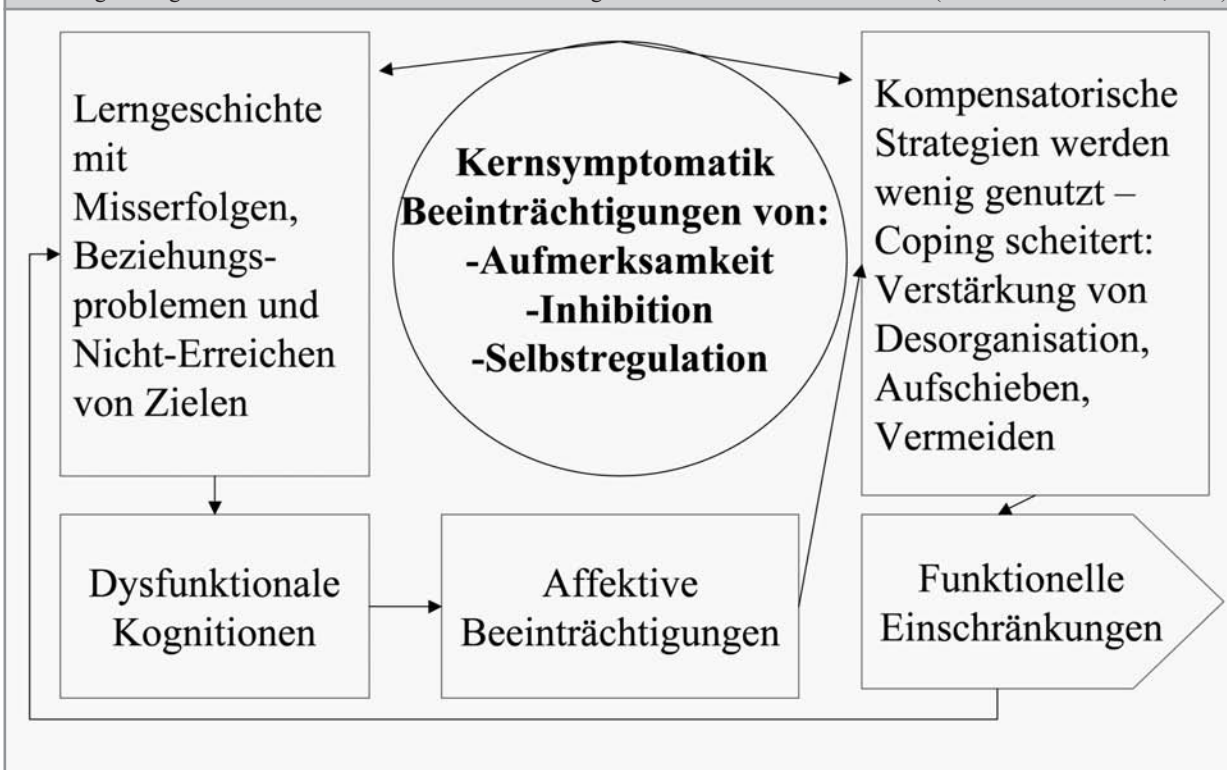 Lerngeschichte
mit
Misserfolgen,
Beziehungs-
problemen und
Nicht-Erreichen
von Zielen
Kernsymptomatik
Beeinträchtigungen von:
-Aufmerksamkeit
-Inhibition
-Selbstregulation
Kompensatorische
Strategien werden
wenig genutzt –
Coping scheitert:
Verstärkung von
Desorganisation,
Aufschieben,
Vermeiden
Dysfunktionale
Kognitionen
Affektive
Beeinträchtigungen
Funktionelle
Einschränkungen